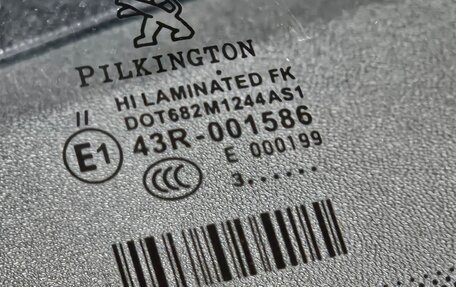 PILKINGTON
HI LAMINATED FK
DOT682M1244AS1
II
E1 43R-001586
CCC E 000199
3......